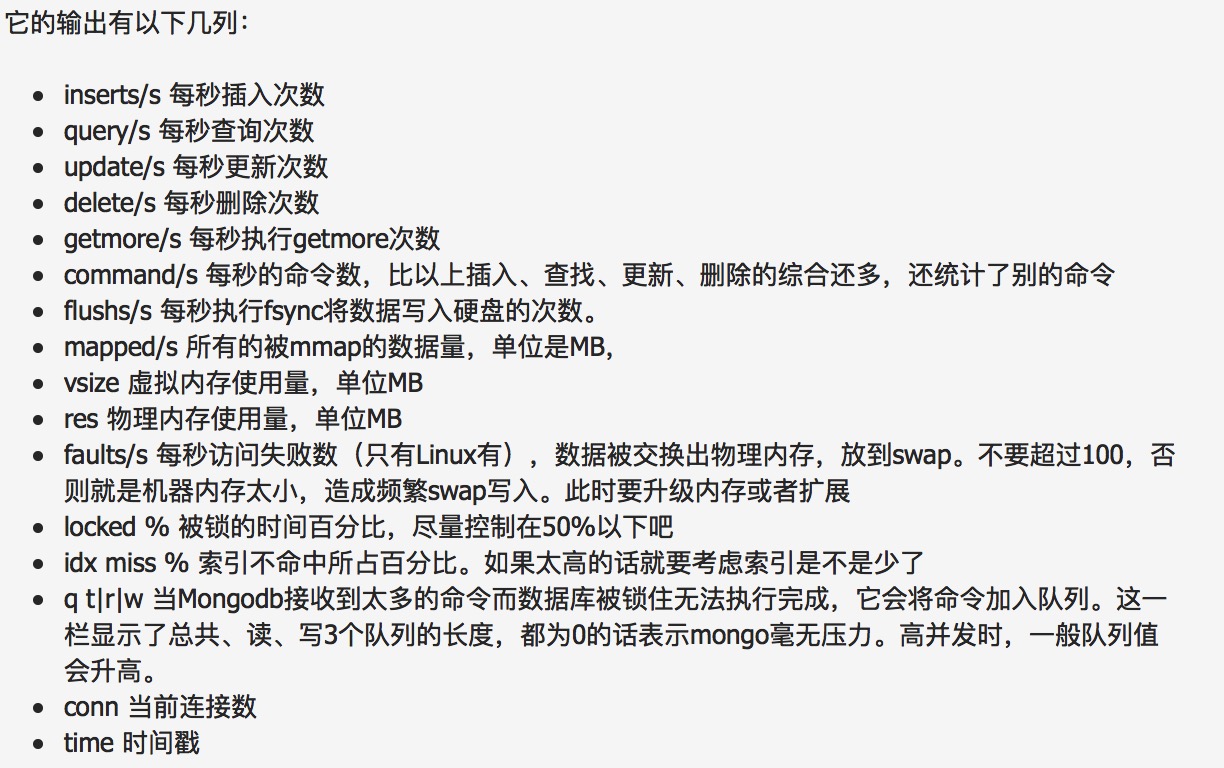 它的输出有以下几列：
• inserts/s 每秒插入次数
• query/s 每秒查询次数
• update/s 每秒更新次数
• delete/s 每秒删除次数
• getmore/s 每秒执行getmore次数
• command/s 每秒的命令数，比以上插入、查找、更新、删除的综合还多，还统计了别的命令
• flushs/s 每秒执行fsync将数据写入硬盘的次数。
• mapped/s 所有的被mmap的数据量，单位是MB，
• vsize 虚拟内存使用量，单位MB
• res 物理内存使用量，单位MB
• faults/s 每秒访问失败数（只有Linux有），数据被交换出物理内存，放到swap。不要超过100，否
则就是机器内存太小，造成频繁swap写入。此时要升级内存或者扩展
• locked % 被锁的时间百分比，尽量控制在50%以下吧
• idx miss % 索引不命中所占百分比。如果太高的话就要考虑索引是不是少了
• q t|r|w 当Mongodb接收到太多的命令而数据库被锁住无法执行完成，它会将命令加入队列。这一
栏显示了总共、读、写3个队列的长度，都为0的话表示mongo毫无压力。高并发时，一般队列值
会升高。
• conn 当前连接数
• time 时间戳